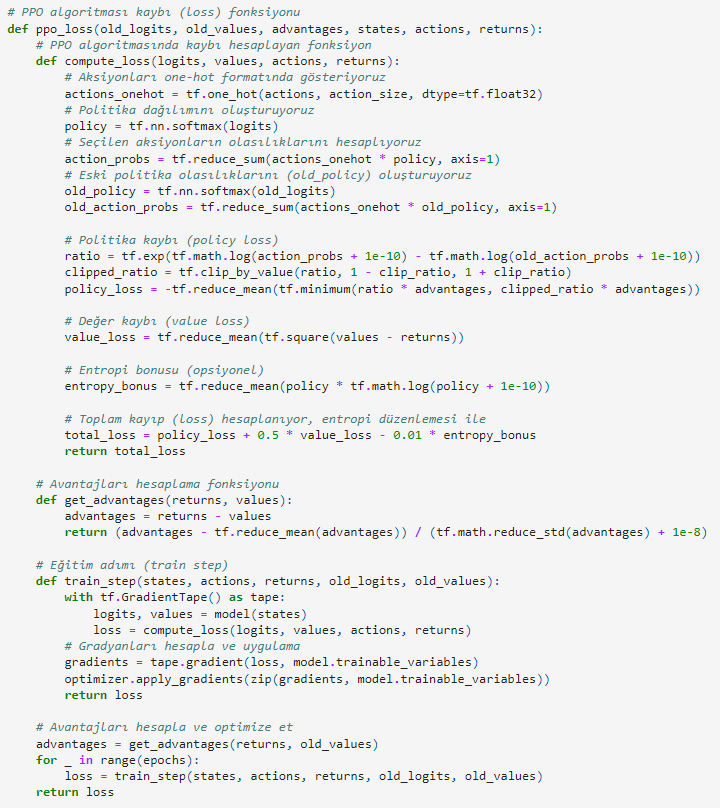 # PPO algoritması kaybı (loss) fonksiyonu
def ppo_loss(old_logits, old_values, advantages, states, actions, returns):
    # PPO algoritmasında kaybı hesaplayan fonksiyon
    def compute_loss(logits, values, actions, returns):
        # Aksiyonları one-hot formatında gösteriyoruz
        actions_onehot = tf.one_hot(actions, action_size, dtype=tf.float32)
        # Politika dağılımını oluşturuyoruz
        policy = tf.nn.softmax(logits)
        # Seçilen aksiyonların olasılıklarını hesaplıyoruz
        action_probs = tf.reduce_sum(actions_onehot * policy, axis=1)
        # Eski politika olasılıklarını (old_policy) oluşturuyoruz
        old_policy = tf.nn.softmax(old_logits)
        old_action_probs = tf.reduce_sum(actions_onehot * old_policy, axis=1)

        # Politika kaybı (policy loss)
        ratio = tf.exp(tf.math.log(action_probs + 1e-10) - tf.math.log(old_action_probs + 1e-10))
        clipped_ratio = tf.clip_by_value(ratio, 1 - clip_ratio, 1 + clip_ratio)
        policy_loss = -tf.reduce_mean(tf.minimum(ratio * advantages, clipped_ratio * advantages))

        # Değer kaybı (value loss)
        value_loss = tf.reduce_mean(tf.square(values - returns))

        # Entropi bonusu (opsiyonel)
        entropy_bonus = tf.reduce_mean(policy * tf.math.log(policy + 1e-10))

        # Toplam kayıp (loss) hesaplanıyor, entropi düzenlemesi ile
        total_loss = policy_loss + 0.5 * value_loss - 0.01 * entropy_bonus
        return total_loss

    # Avantajları hesaplama fonksiyonu
    def get_advantages(returns, values):
        advantages = returns - values
        return (advantages - tf.reduce_mean(advantages)) / (tf.math.reduce_std(advantages) + 1e-8)

    # Eğitim adımı (train step)
    def train_step(states, actions, returns, old_logits, old_values):
        with tf.GradientTape() as tape:
            logits, values = model(states)
            loss = compute_loss(logits, values, actions, returns)
        # Gradyanları hesapla ve uygulama
        gradients = tape.gradient(loss, model.trainable_variables)
        optimizer.apply_gradients(zip(gradients, model.trainable_variables))
        return loss

    # Avantajları hesapla ve optimize et
    advantages = get_advantages(returns, old_values)
    for _ in range(epochs):
        loss = train_step(states, actions, returns, old_logits, old_values)
    return loss